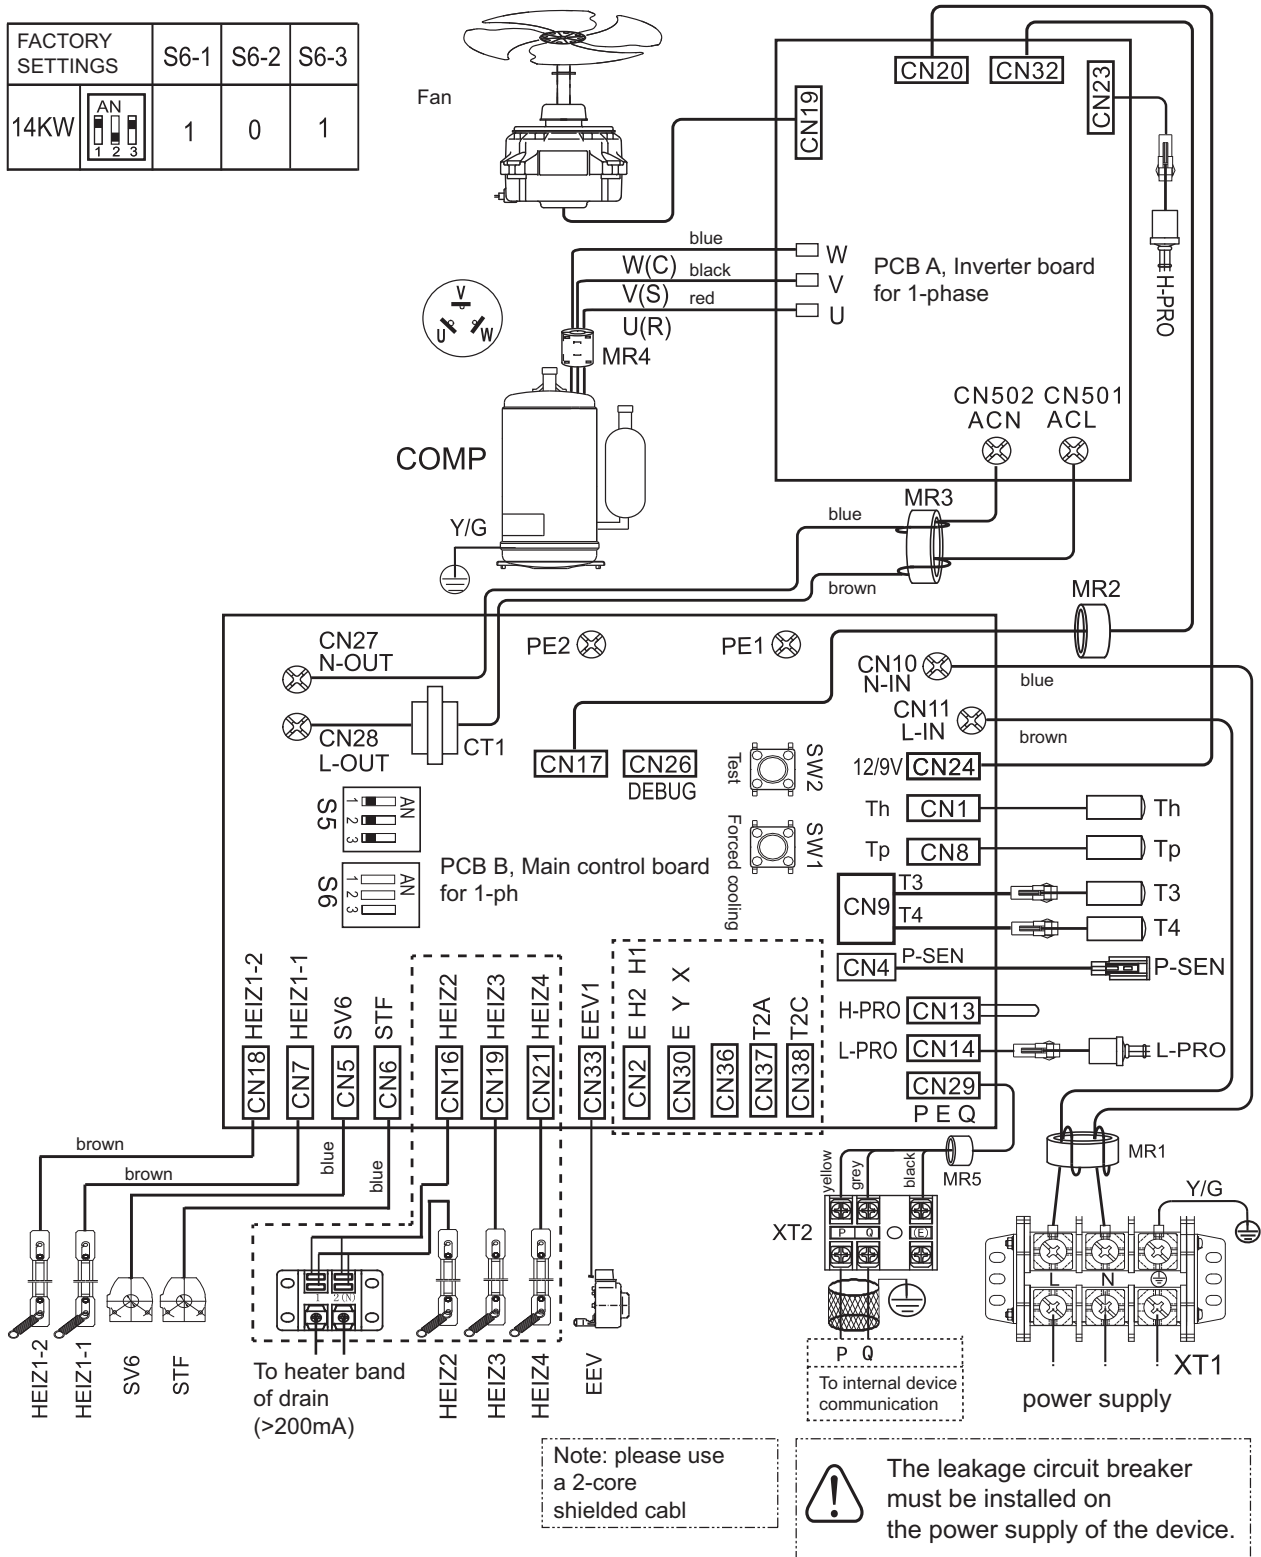 FACTORY
SETTINGS
S6-1 S6-2 S6-3
14KW
AN
1 2 3
1 0 1
Fan
CN20
CN32
CN23
CN19
H-PRO
blue
W(C)
black
V(S)
red
U(R)
W
V
U
PCB A, Inverter board
for 1-phase
V
U W
MR4
COMP
Y/G
CN502 CN501
ACN ACL
MR3
blue
brown
MR2
CN27
N-OUT
PE2
PE1
CN10
N-IN
blue
CN11
L-IN
brown
CN28
L-OUT
CT1
CN17
CN26
DEBUG
Test
SW2
12/9V CN24
Th CN1 Th
Tp CN8 Tp
S5
1 2 3
AN
S6
1 2 3
AN
PCB B, Main control board
for 1-ph
Forced cooling
SW1
CN9
T3 T3
T4 T4
CN4 P-SEN P-SEN
H-PRO CN13
L-PRO CN14 L-PRO
CN29
P E Q
HEIZ1-2
HEIZ1-1
SV6
STF
HEIZ2
HEIZ3
HEIZ4
EEV1
E H2 H1
E Y X
T2A
T2C
CN18
CN7
CN5
CN6
CN16
CN19
CN21
CN33
CN2
CN30
CN36
CN37
CN38
brown
brown
blue
blue
yellow
grey
black
MR5
MR1
Y/G
XT2
P Q (E)
L N
1 2(N)
HEIZ1-2
HEIZ1-1
SV6
STF
To heater band
of drain
(>200mA)
HEIZ2
HEIZ3
HEIZ4
EEV
P Q
To internal device
communication
XT1
power supply
Note: please use
a 2-core
shielded cabl
The leakage circuit breaker
must be installed on
the power supply of the device.